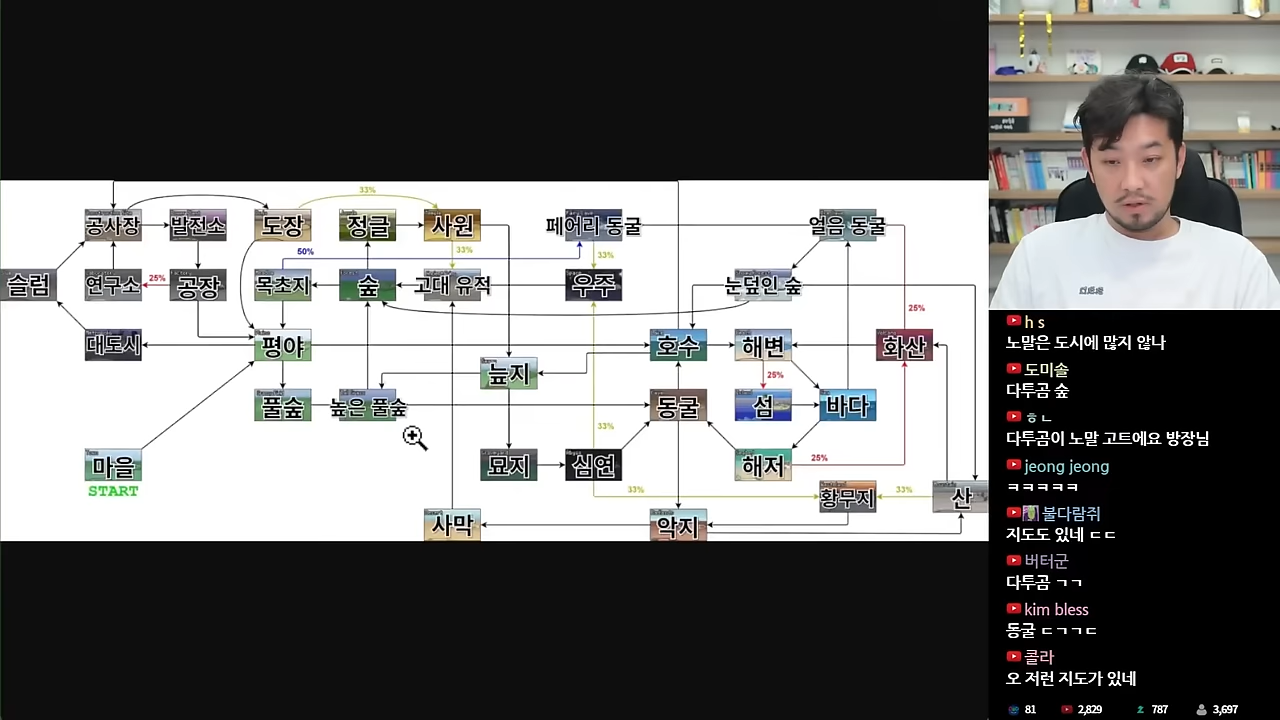 33%
공사장 발전소 도장 정글 사원 페어리 동굴 얼음 동굴
50% 33% 33%
슬럼 연구소 25% 공장 목초지 숲 고대 유적 우주 눈덮인 숲
25%
대도시 평야 호수 해변 화산
늪지 25%
풀숲 높은 풀숲 동굴 섬 바다
33%
마을 묘지 심연 해저 25%
START 33% 황무지 33% 산
사막 악지
h s
노말은 도시에 많지 않나
도미솔
다투곰 숲
ㅎㄴ
다투곰이 노말 고트에요 방장님
jeong jeong
ㅋㅋㅋㅋㅋ
불다람쥐
지도도 있네 ㄷㄷ
버터군
다투곰 ㄱㄱ
kim bless
동굴 ㄷㄱㄱㄷ
콜라
오 저런 지도가 있네
81 2,829 787 3,697